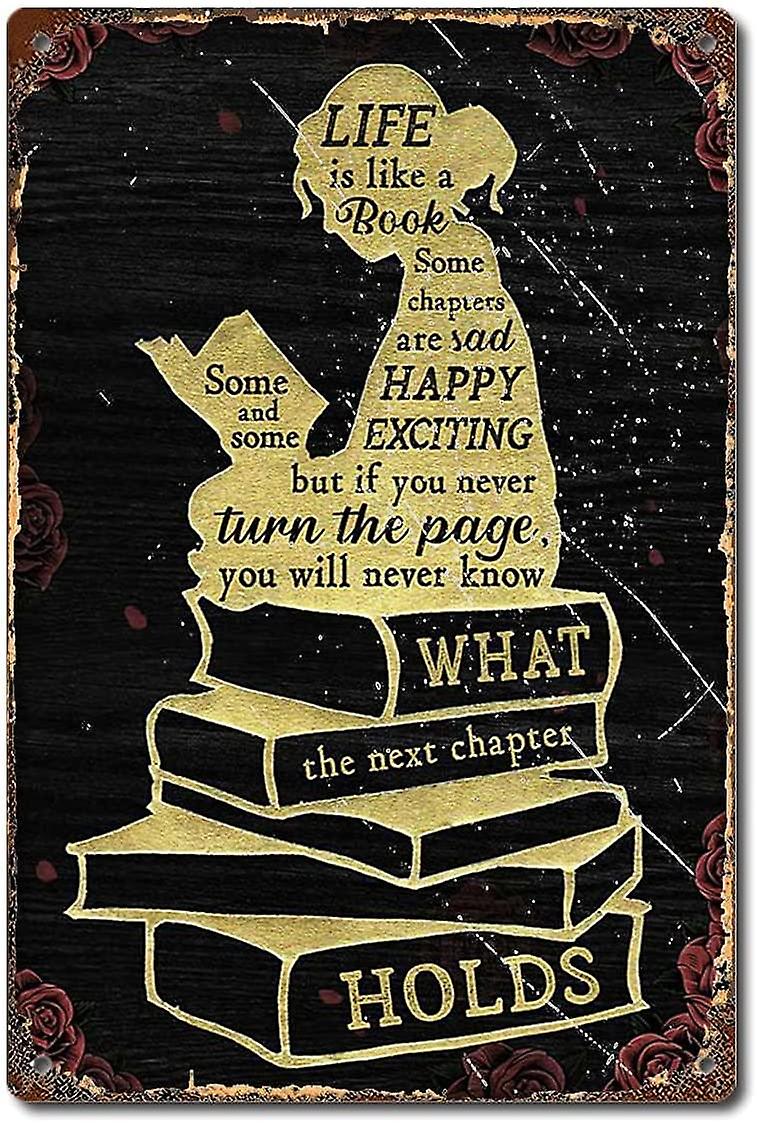 LIFE
is like a
Book
Some
chapters
are sad
Some HAPPY
and
some EXCITING
but if you never
turn the page,
you will never know
WHAT
the next chapter
HOLDS